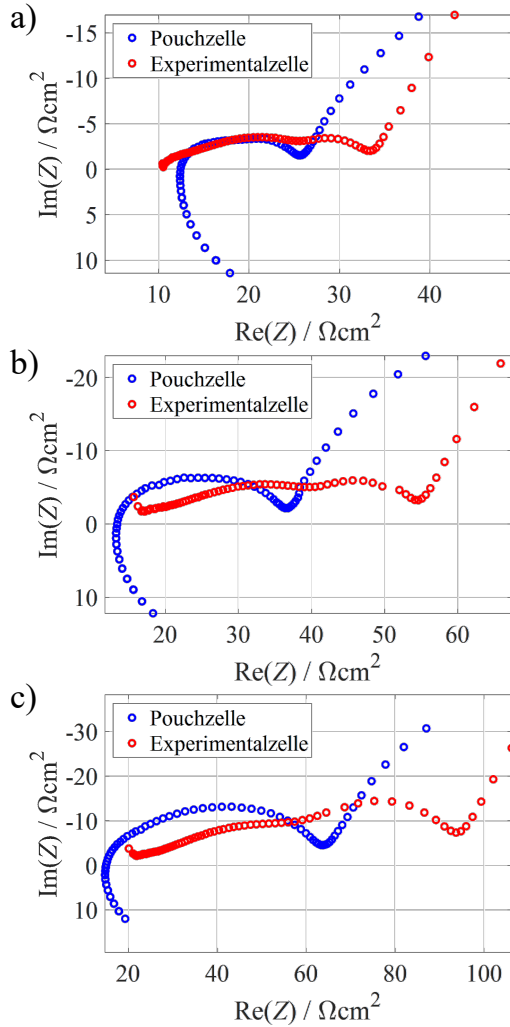 a)
-15
-10
-5
0
5
10
Im(Z) / Ωcm²
Pouchzelle
Experimentalzelle
10 20 30 40
Re(Z) / Ωcm²
b)
-20
-10
0
10
Im(Z) / Ωcm²
Pouchzelle
Experimentalzelle
20 30 40 50 60
Re(Z) / Ωcm²
c)
-30
-20
-10
0
10
Im(Z) / Ωcm²
Pouchzelle
Experimentalzelle
20 40 60 80 100
Re(Z) / Ωcm²